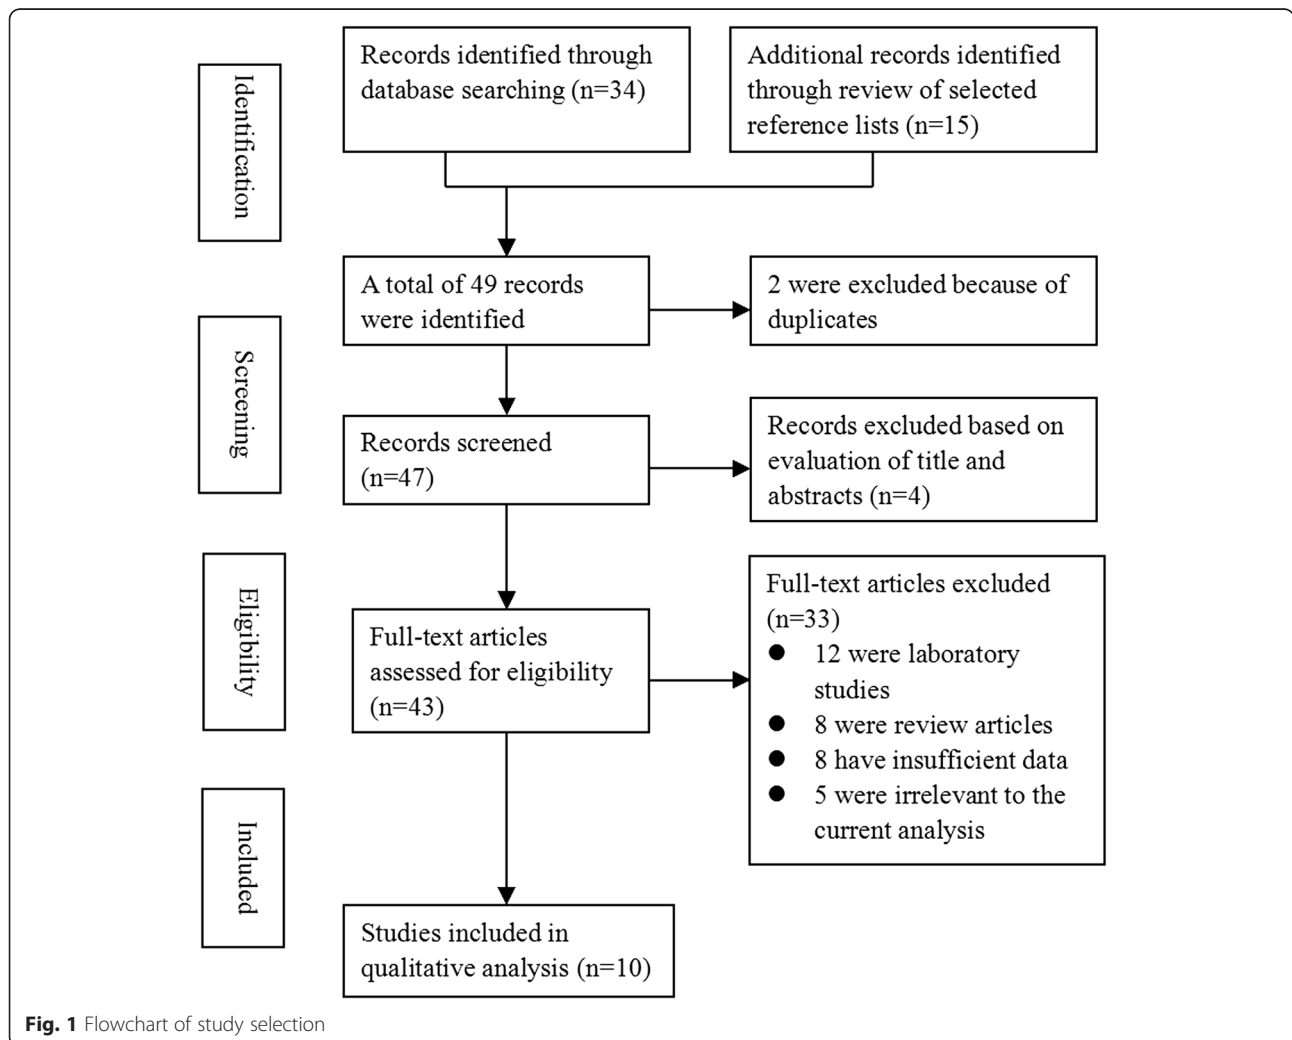 Identification
Records identified through
database searching (n=34)
Additional records identified
through review of selected
reference lists (n=15)
A total of 49 records
were identified
2 were excluded because of
duplicates
Screening
Records screened
(n=47)
Records excluded based on
evaluation of title and
abstracts (n=4)
Eligibility
Full-text articles
assessed for eligibility
(n=43)
Full-text articles excluded
(n=33)
● 12 were laboratory
studies
● 8 were review articles
● 8 have insufficient data
● 5 were irrelevant to the
current analysis
Included
Studies included in
qualitative analysis (n=10)
Fig. 1 Flowchart of study selection